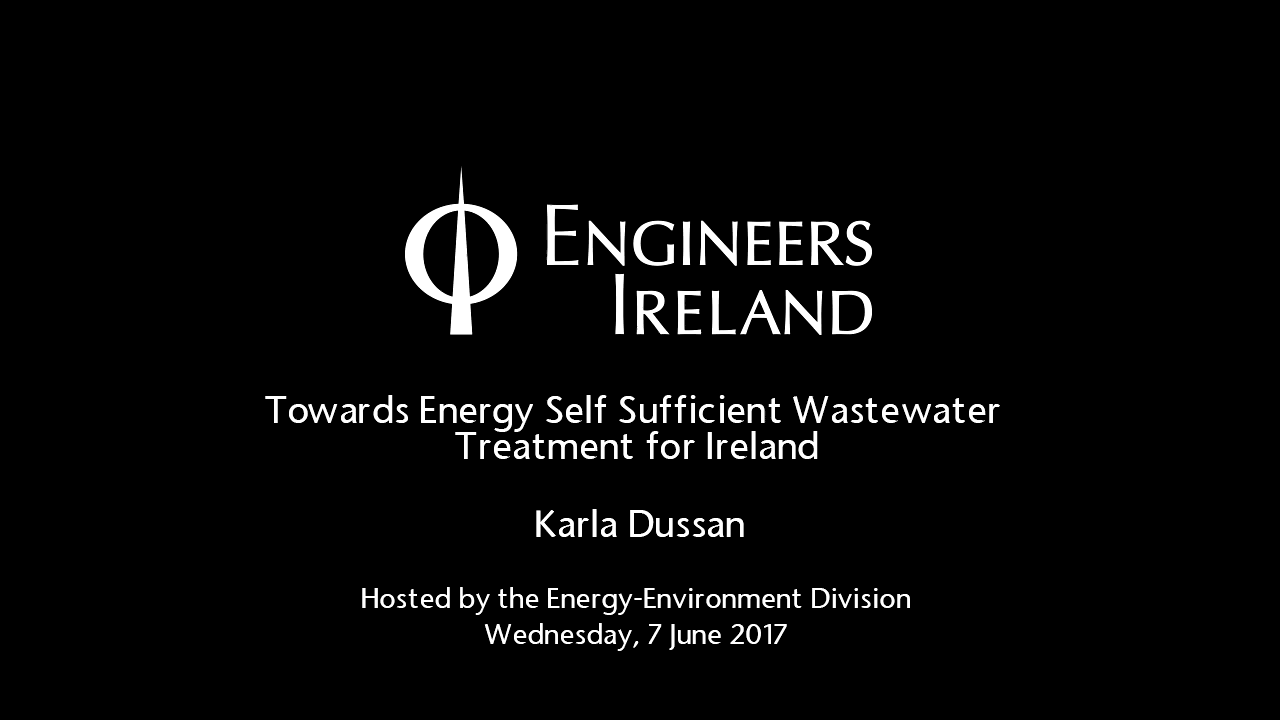 ENGINEERS
IRELAND
Towards Energy Self Sufficient Wastewater
Treatment for Ireland
Karla Dussan
Hosted by the Energy-Environment Division
Wednesday, 7 June 2017